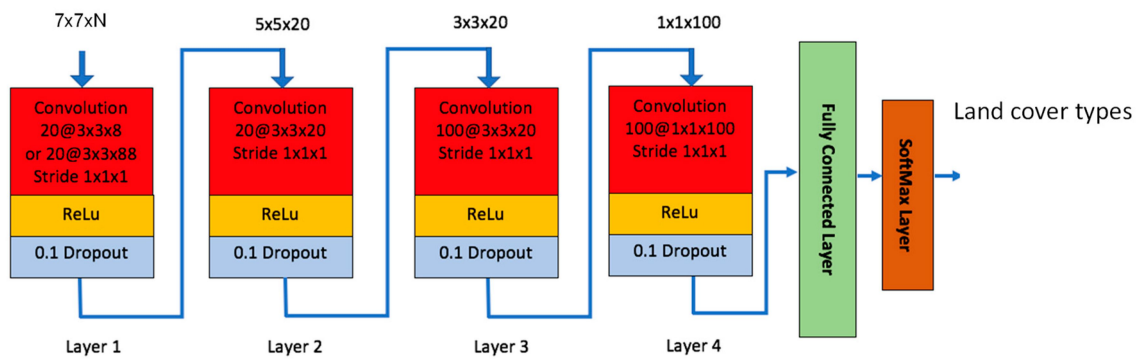 7x7xN
5x5x20
3x3x20
1x1x100
Convolution
20@3x3x8
or 20@3x3x88
Stride 1x1x1
ReLu
0.1 Dropout
Layer 1
Convolution
20@3x3x20
Stride 1x1x1
ReLu
0.1 Dropout
Layer 2
Convolution
100@3x3x20
Stride 1x1x1
ReLu
0.1 Dropout
Layer 3
Convolution
100@1x1x100
Stride 1x1x1
ReLu
0.1 Dropout
Layer 4
Fully Connected Layer
SoftMax Layer
Land cover types